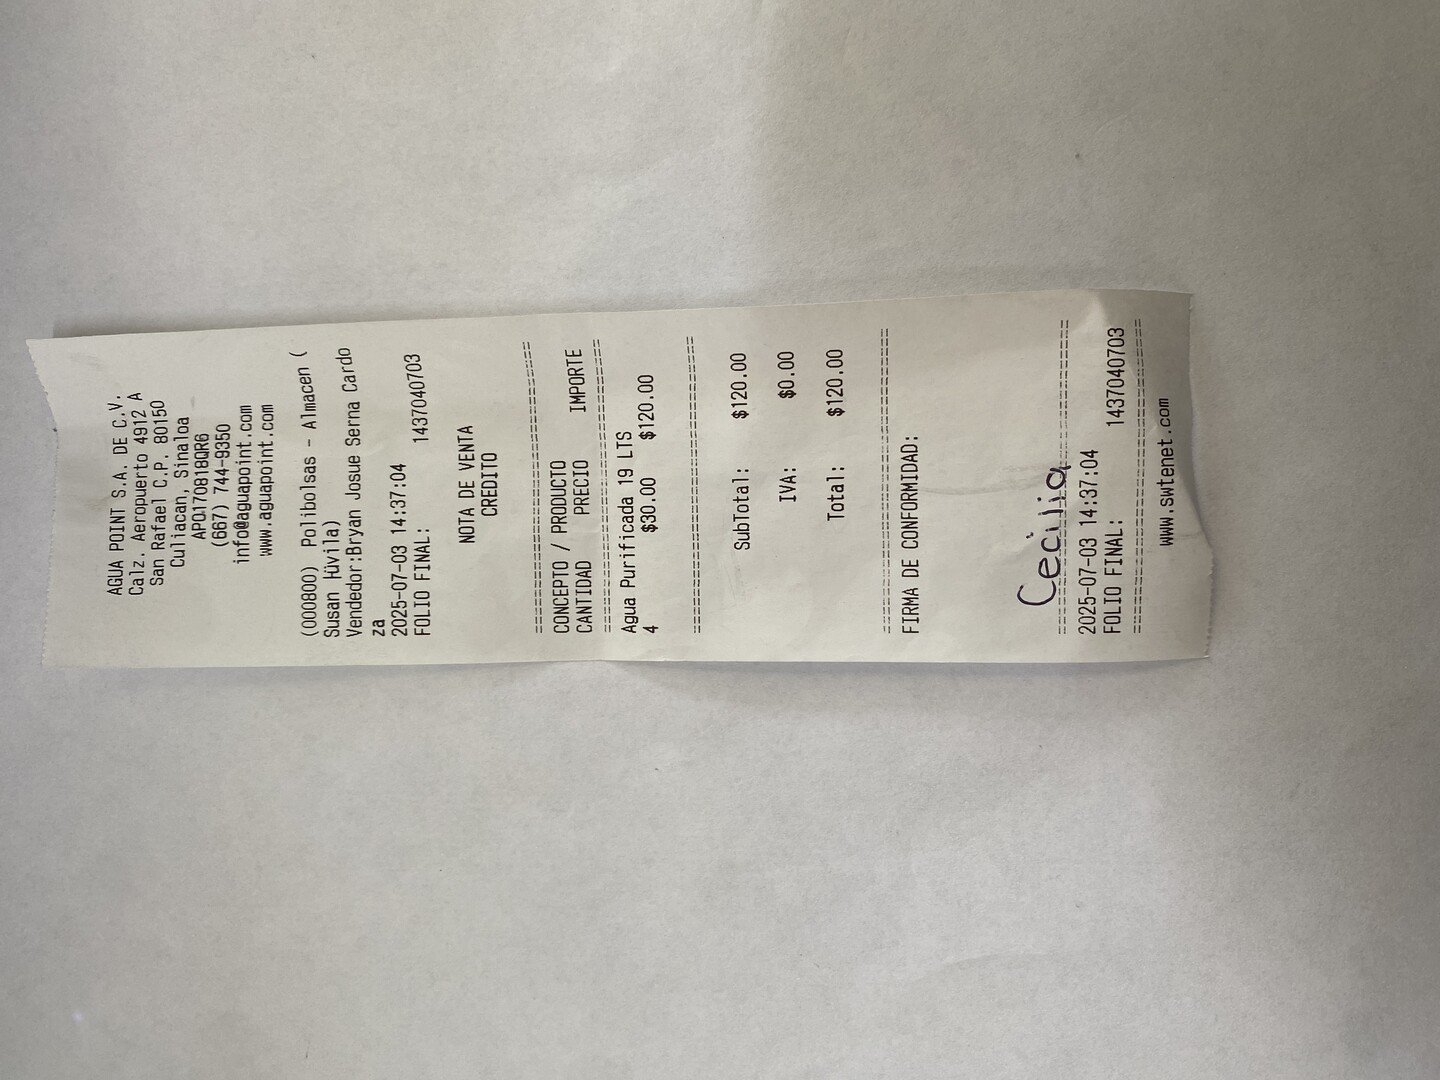 AGUA POINT S.A. DE C.V.
Calz. Aeropuerto 4912 A
San Rafael C.P. 80150
Culiacan, Sinaloa
APO170818QR6
(667) 744-9350
info@aguapoint.com
www.aguapoint.com
(000800) Polibolsas - Almacen (
Susan Hüvila)
Vendedor:Bryan Josue Serna Cardo
za
2025-07-03 14:37:04
FOLIO FINAL: 1437040703
NOTA DE VENTA
CREDITO
================================
CONCEPTO / PRODUCTO
CANTIDAD PRECIO IMPORTE
================================
Agua Purificada 19 LTS
4 $30.00 $120.00
================================
SubTotal: $120.00
IVA: $0.00
Total: $120.00
================================
FIRMA DE CONFORMIDAD:
Cecilia
================================
2025-07-03 14:37:04
FOLIO FINAL: 1437040703
================================
www.swtenet.com